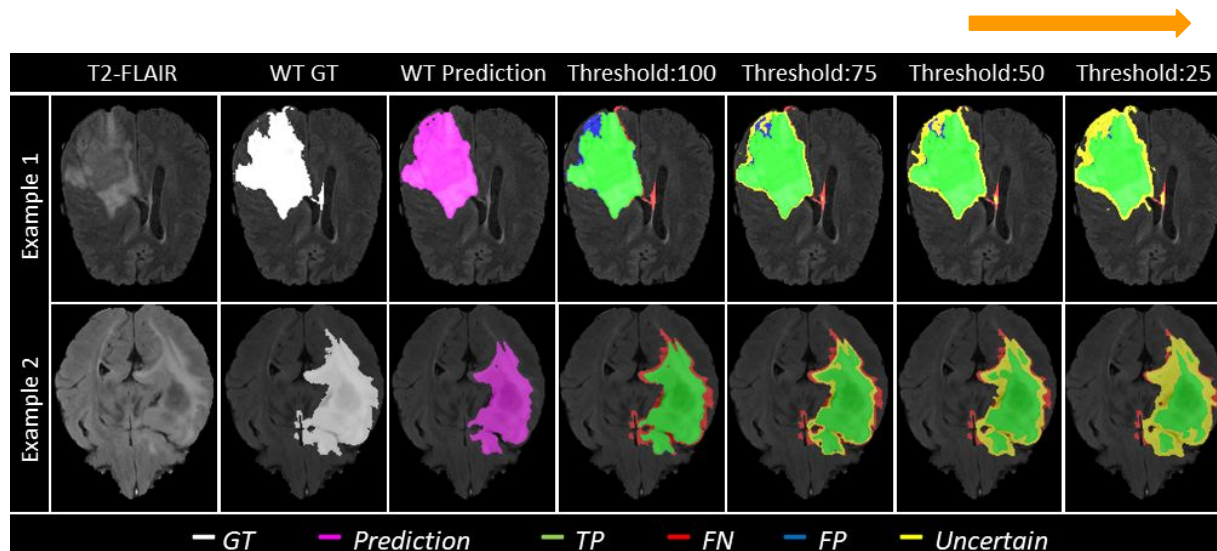 T2-FLAIR WT GT WT Prediction Threshold:100 Threshold:75 Threshold:50 Threshold:25
Example 1
Example 2
GT Prediction TP FN FP Uncertain